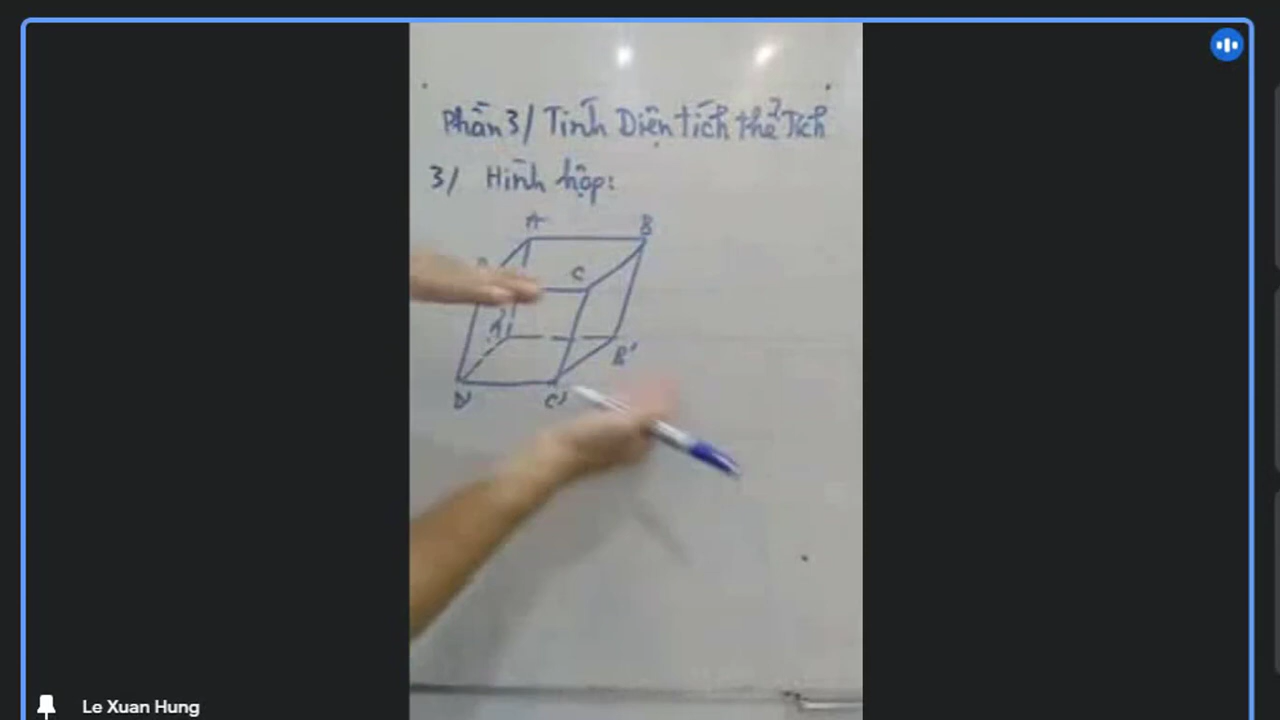 Phần 3/ Tính Diện tích thể Tích
3/ Hình hộp:
A B
C
A' B'
D' C'
Le Xuan Hung